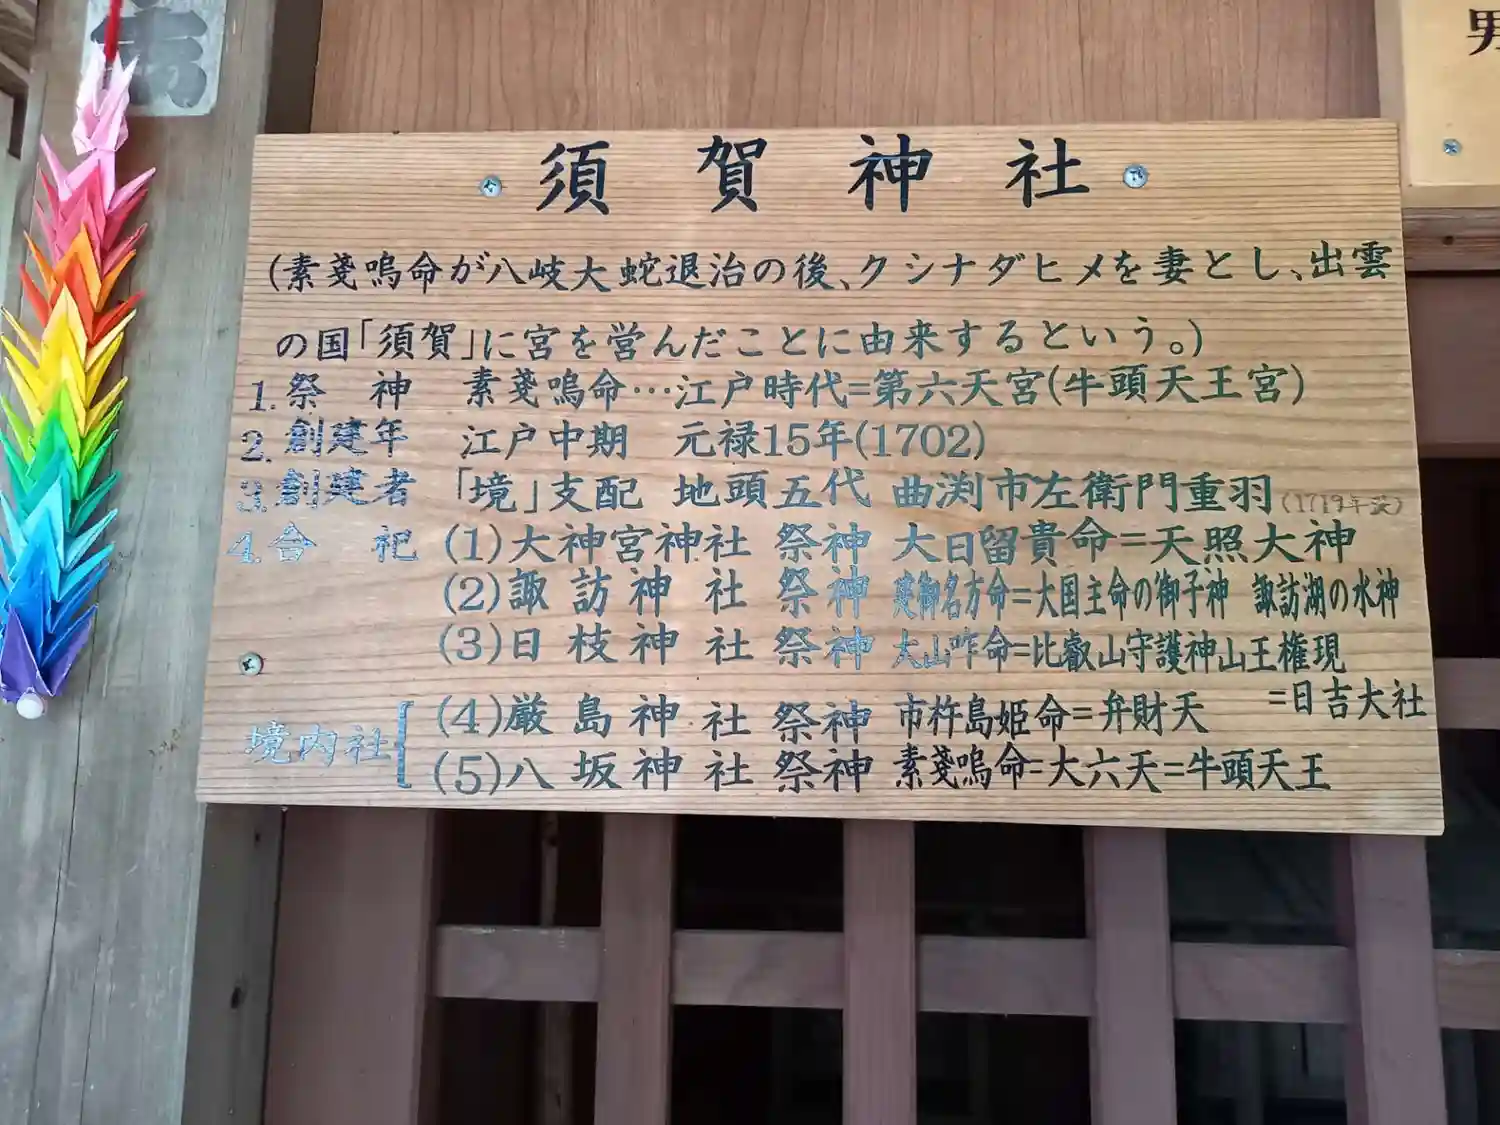 須賀神社
(素戔嗚命が八岐大蛇退治の後、クシナダヒメを妻とし、出雲
の国「須賀」に宮を営んだことに由来するという。)
1. 祭神 素戔嗚命…江戸時代=第六天宮(牛頭天王宮)
2. 創建年 江戸中期 元禄15年(1702)
3. 創建者 「境」支配 地頭五代 曲渕市左衛門重羽(1719年没)
4. 合祀 (1)大神宮神社 祭神 大日留貴命=天照大神
(2)諏訪神社 祭神 建御名方命=大国主命の御子神 諏訪湖の水神
(3)日枝神社 祭神 大山咋命=比叡山守護神山王権現
=日吉大社
境内社 (4)厳島神社 祭神 市杵島姫命=弁財天
(5)八坂神社 祭神 素戔嗚命=大六天=牛頭天王
男